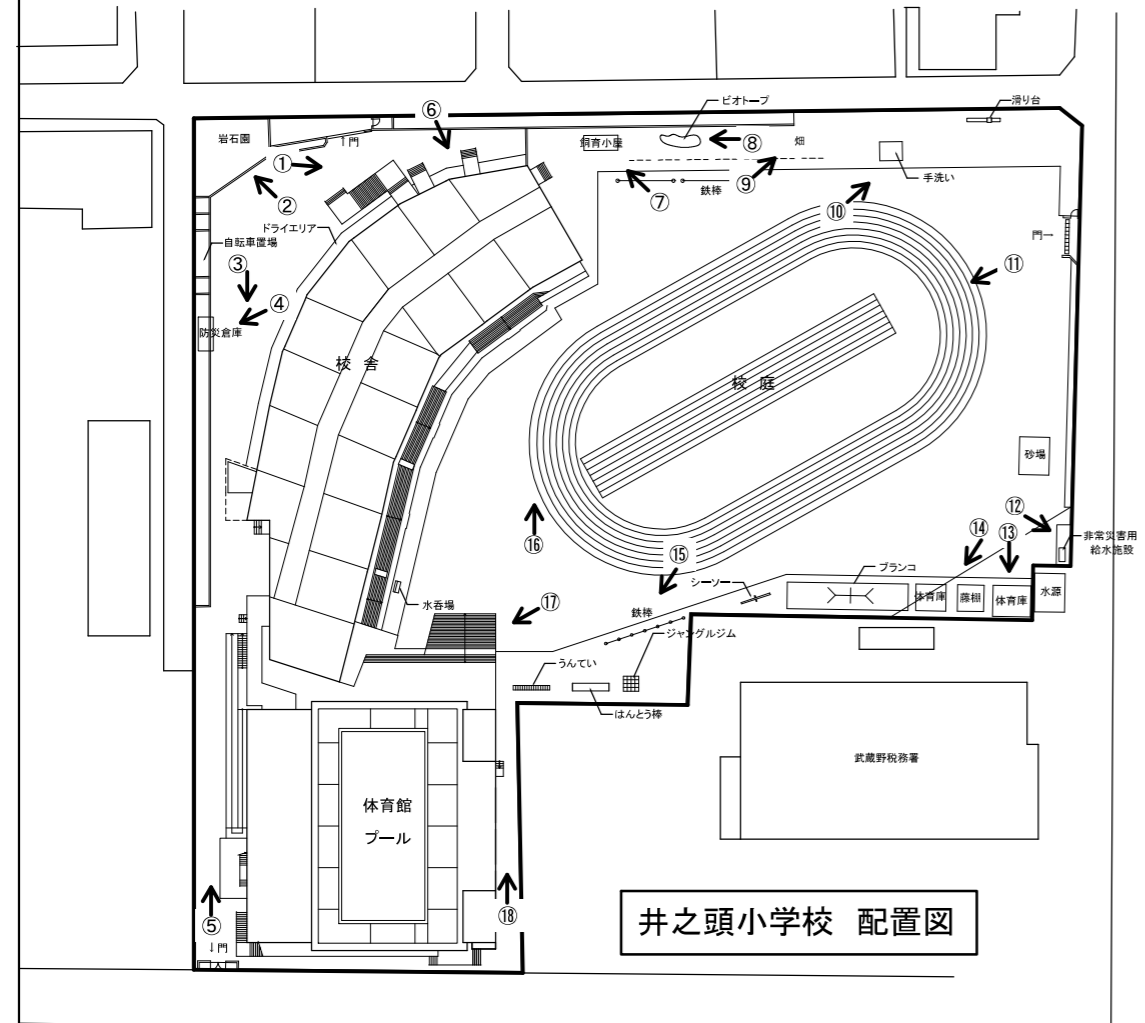 ⑥
ビオトープ
滑り台
岩石園
↑門
飼育小屋
⑧
畑
①
⑨
手洗い
②
⑦
鉄棒
⑩
ドライエリア
自転車置場
門→
③
⑪
④
防災倉庫
校 舎
校 庭
砂場
⑫
⑭
⑬
非常災害用
給水施設
⑯
⑮
シーソー
ブランコ
体育庫
藤棚
体育庫
水源
水呑場
⑰
鉄棒
ジャングルジム
うんてい
はんとう棒
武蔵野税務署
体育館
プール
⑤
⑱
↓門
井之頭小学校 配置図